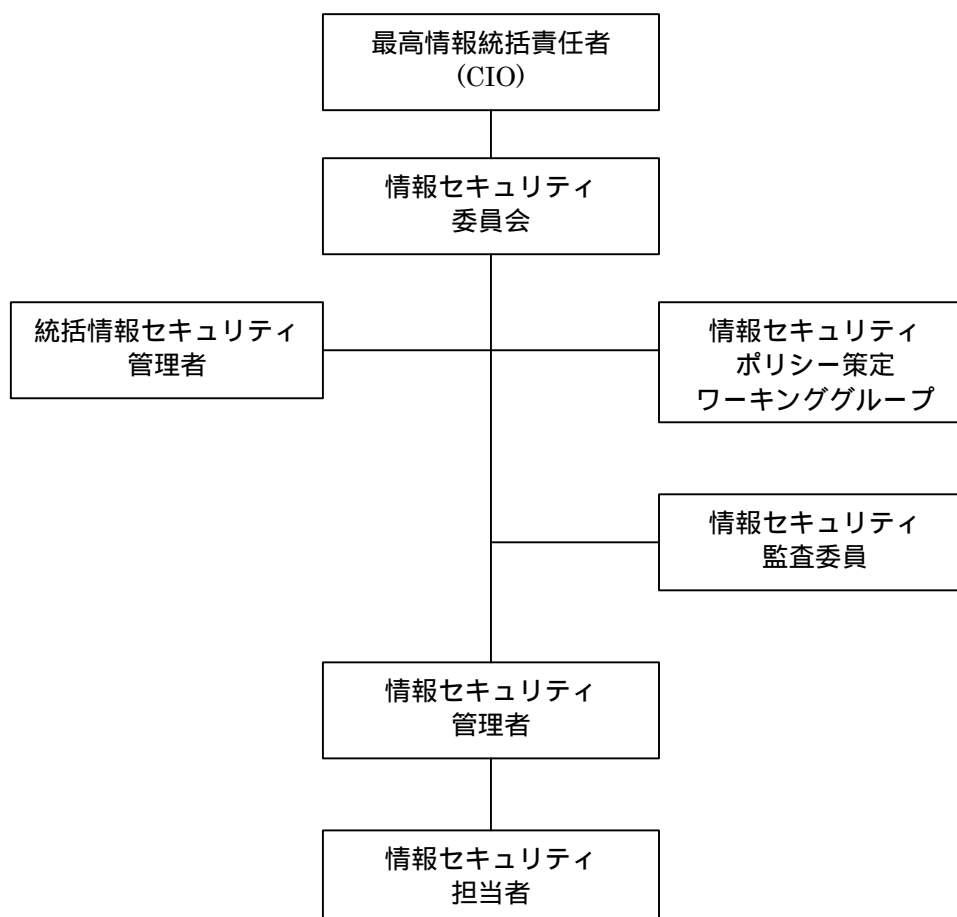 最高情報統括責任者
(CIO)
情報セキュリティ
委員会
統括情報セキュリティ
管理者
情報セキュリティ
ポリシー策定
ワーキンググループ
情報セキュリティ
監査委員
情報セキュリティ
管理者
情報セキュリティ
担当者